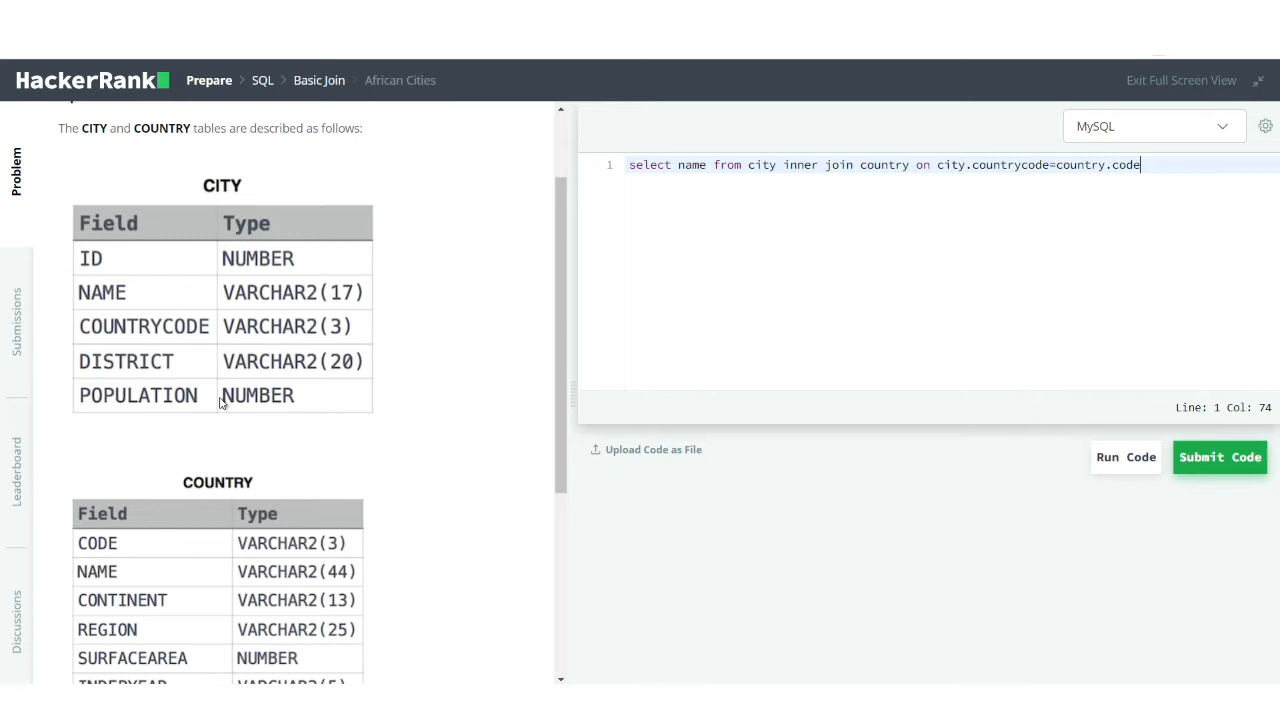 HackerRank
Prepare > SQL > Basic Join > African Cities
Exit Full Screen View
Problem
Submissions
Leaderboard
Discussions
The CITY and COUNTRY tables are described as follows:
CITY
Field Type
ID NUMBER
NAME VARCHAR2(17)
COUNTRYCODE VARCHAR2(3)
DISTRICT VARCHAR2(20)
POPULATION NUMBER
COUNTRY
Field Type
CODE VARCHAR2(3)
NAME VARCHAR2(44)
CONTINENT VARCHAR2(13)
REGION VARCHAR2(25)
SURFACEAREA NUMBER
MySQL
1 select name from city inner join country on city.countrycode=country.code
Line: 1 Col: 74
Upload Code as File
Run Code
Submit Code